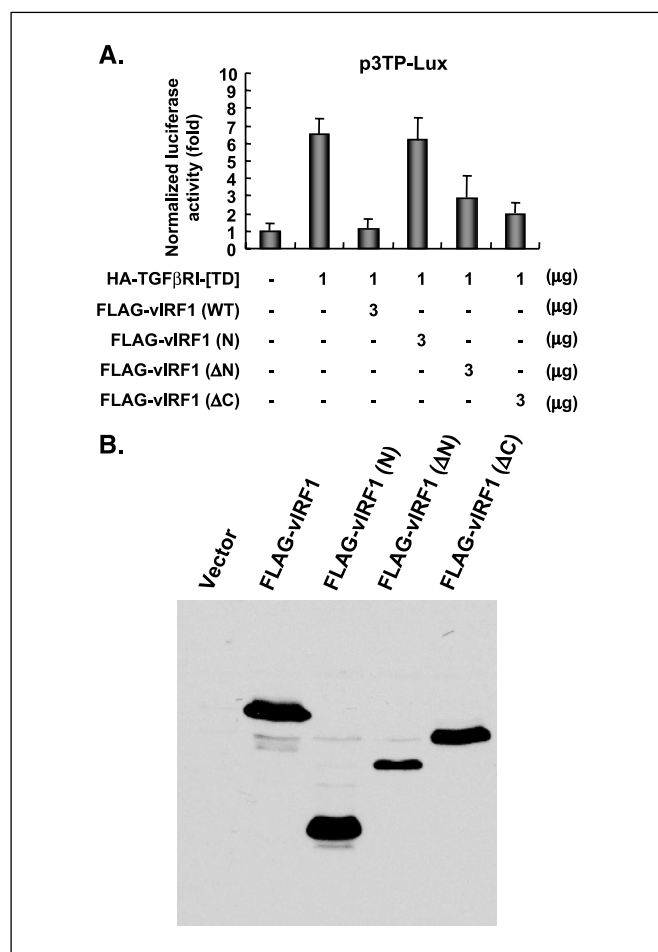 A.
p3TP-Lux
Normalized luciferase
activity (fold)
10
9
8
7
6
5
4
3
2
1
0
HA-TGFβRI-[TD] - 1 1 1 1 1 (μg)
FLAG-vIRF1 (WT) - - 3 - - - (μg)
FLAG-vIRF1 (N) - - - 3 - - (μg)
FLAG-vIRF1 (ΔN) - - - - 3 - (μg)
FLAG-vIRF1 (ΔC) - - - - - 3 (μg)
B.
Vector
FLAG-vIRF1
FLAG-vIRF1 (N)
FLAG-vIRF1 (ΔN)
FLAG-vIRF1 (ΔC)